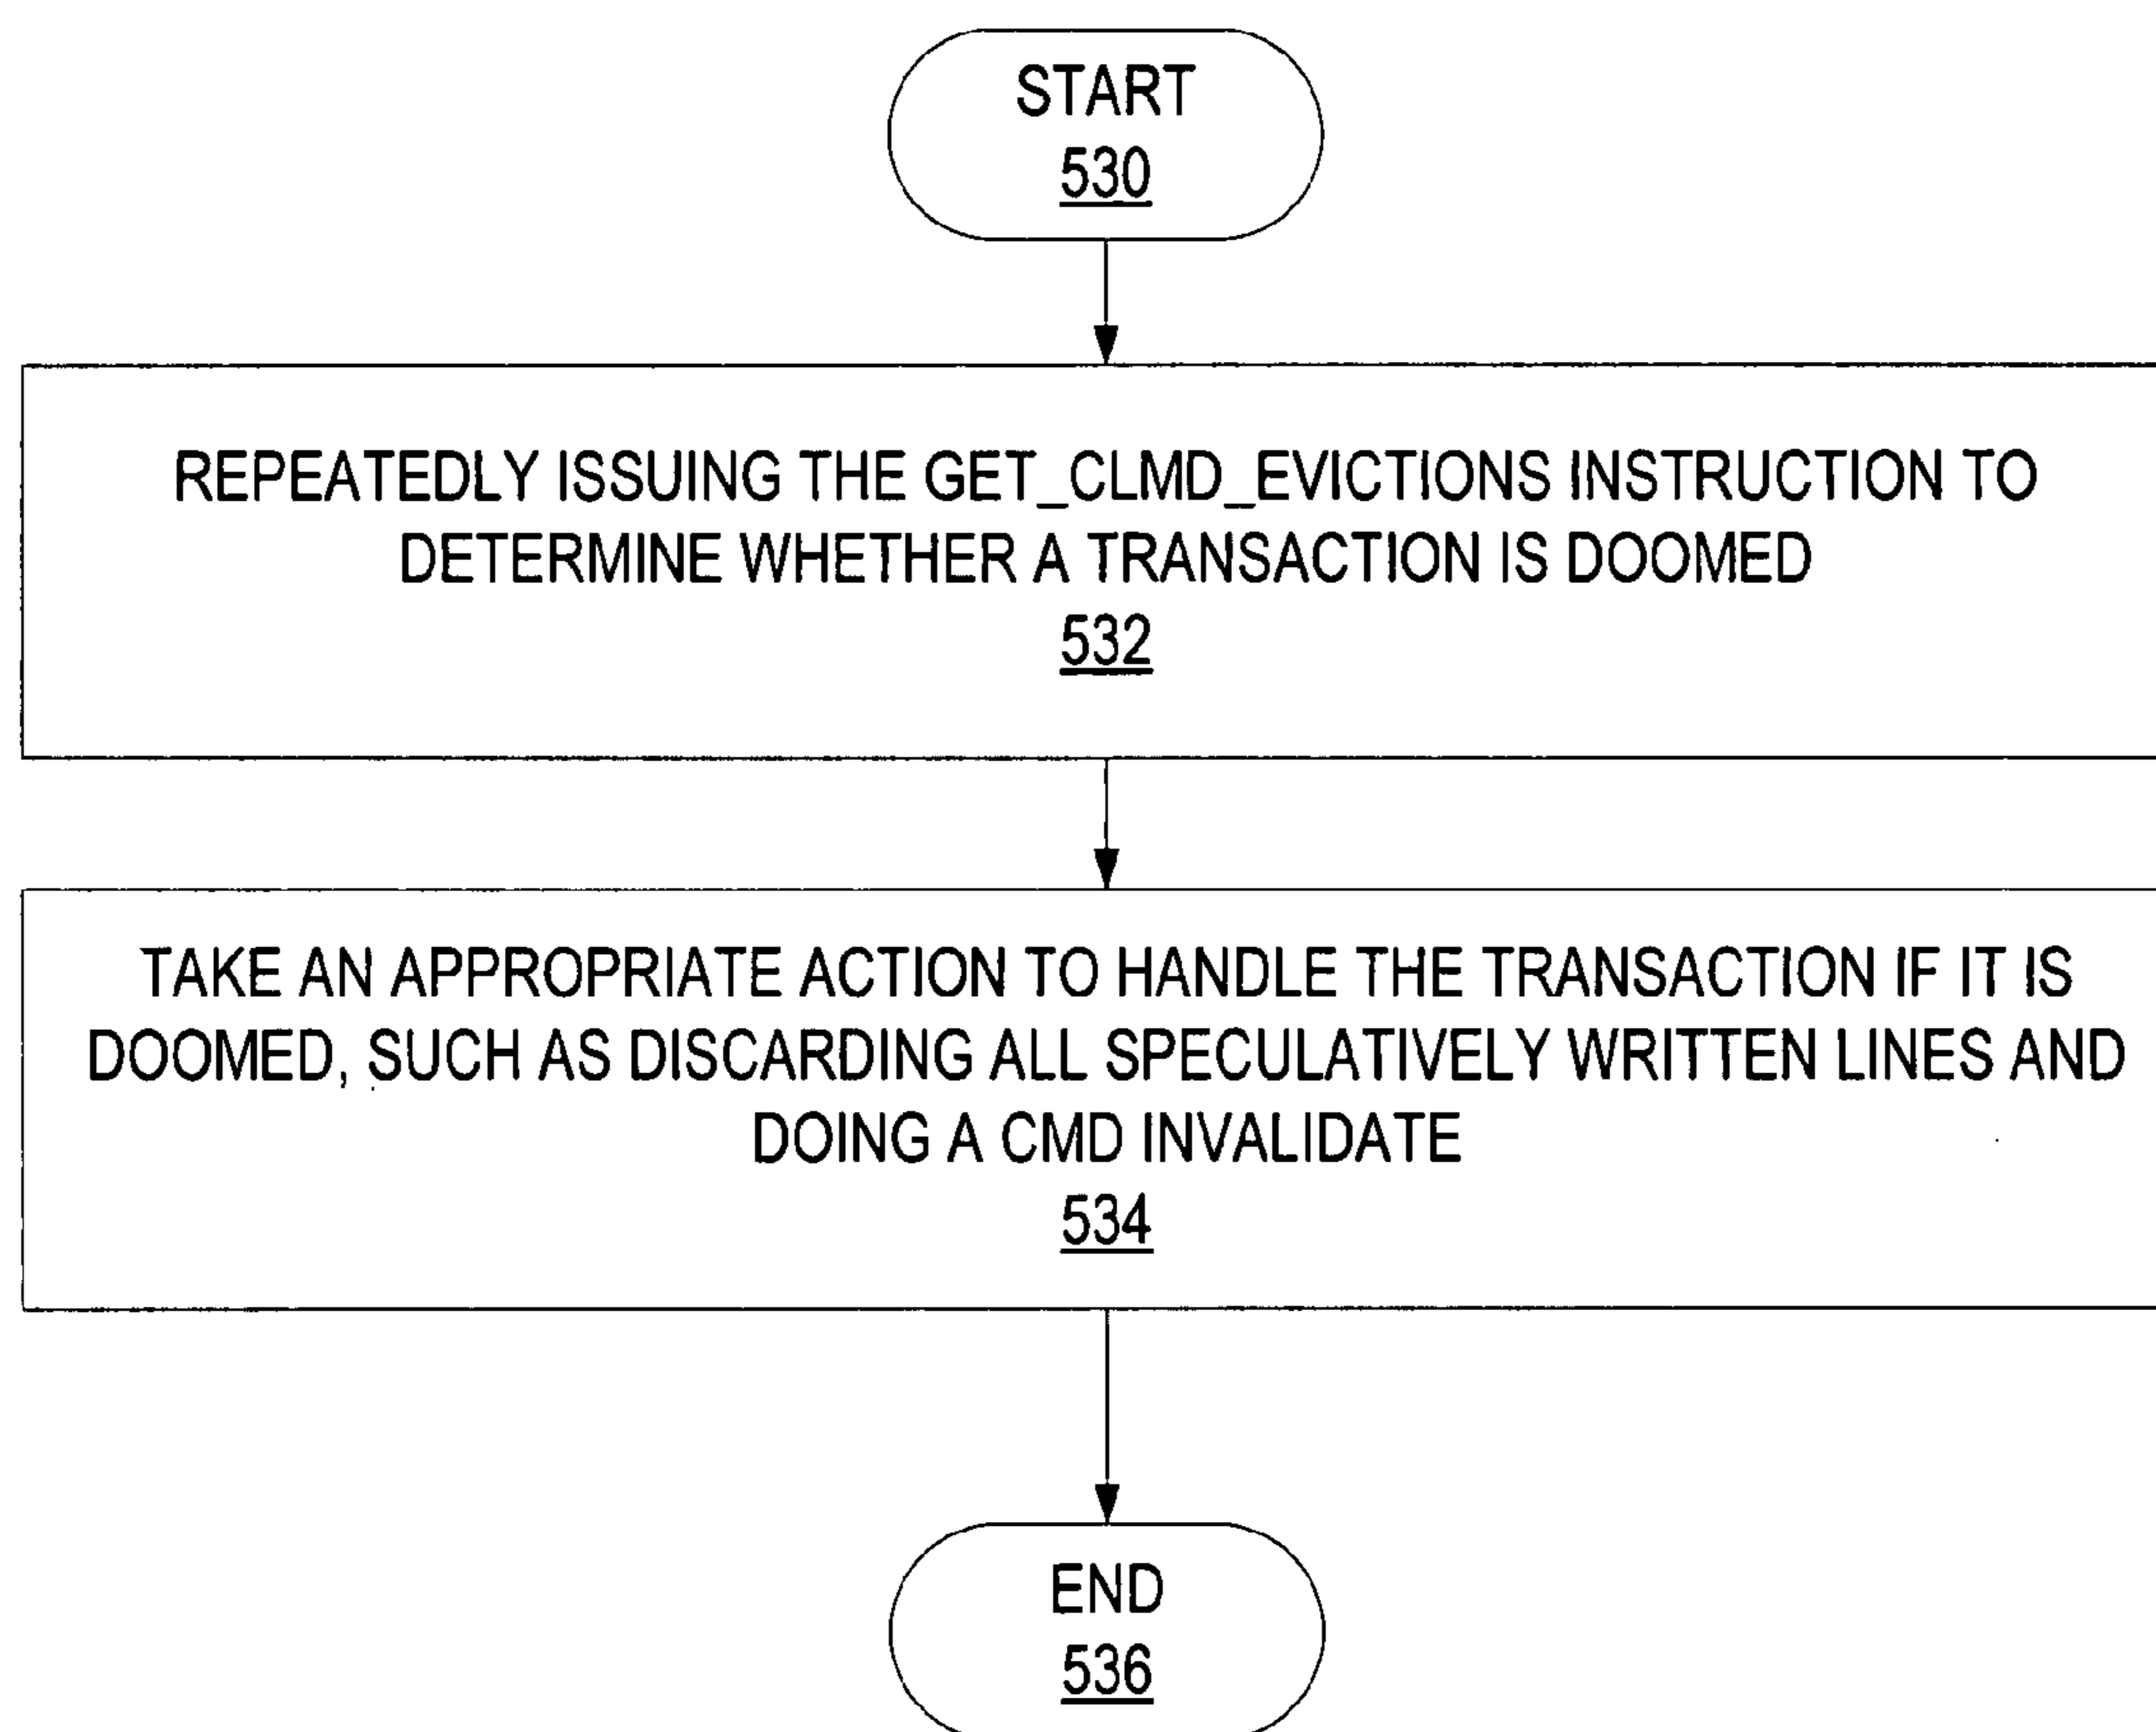 START
530
REPEATEDLY ISSUING THE GET_CLMD_EVICTIONS INSTRUCTION TO
DETERMINE WHETHER A TRANSACTION IS DOOMED
532
TAKE AN APPROPRIATE ACTION TO HANDLE THE TRANSACTION IF IT IS
DOOMED, SUCH AS DISCARDING ALL SPECULATIVELY WRITTEN LINES AND
DOING A CMD INVALIDATE
534
END
536